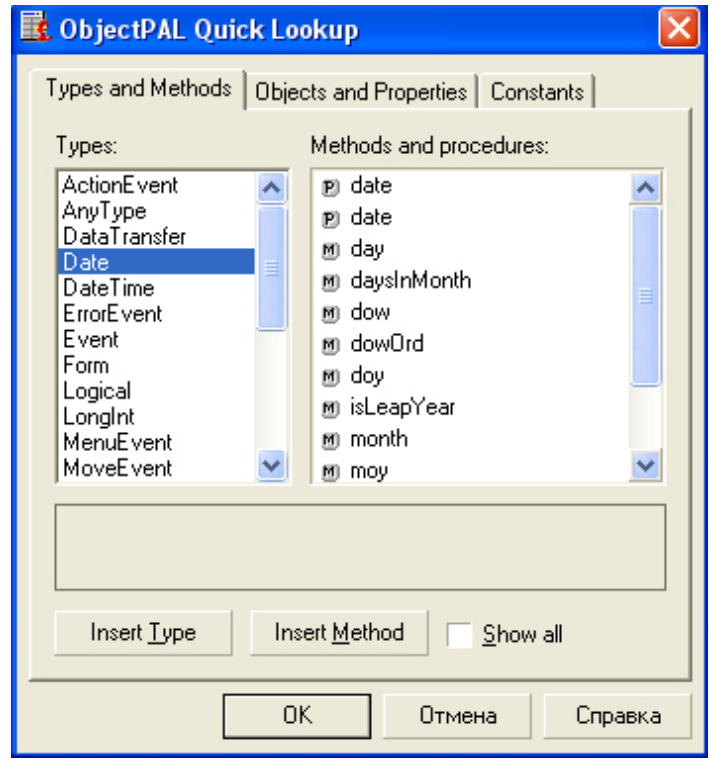 ObjectPAL Quick Lookup
Types and Methods
Objects and Properties
Constants
Types:
ActionEvent
AnyType
DataTransfer
Date
DateTime
ErrorEvent
Event
Form
Logical
LongInt
MenuEvent
MoveEvent
Methods and procedures:
P date
P date
M day
M daysInMonth
M dow
M dowOrd
M doy
M isLeapYear
M month
M moy
Insert Type
Insert Method
Show all
OK
Отмена
Справка